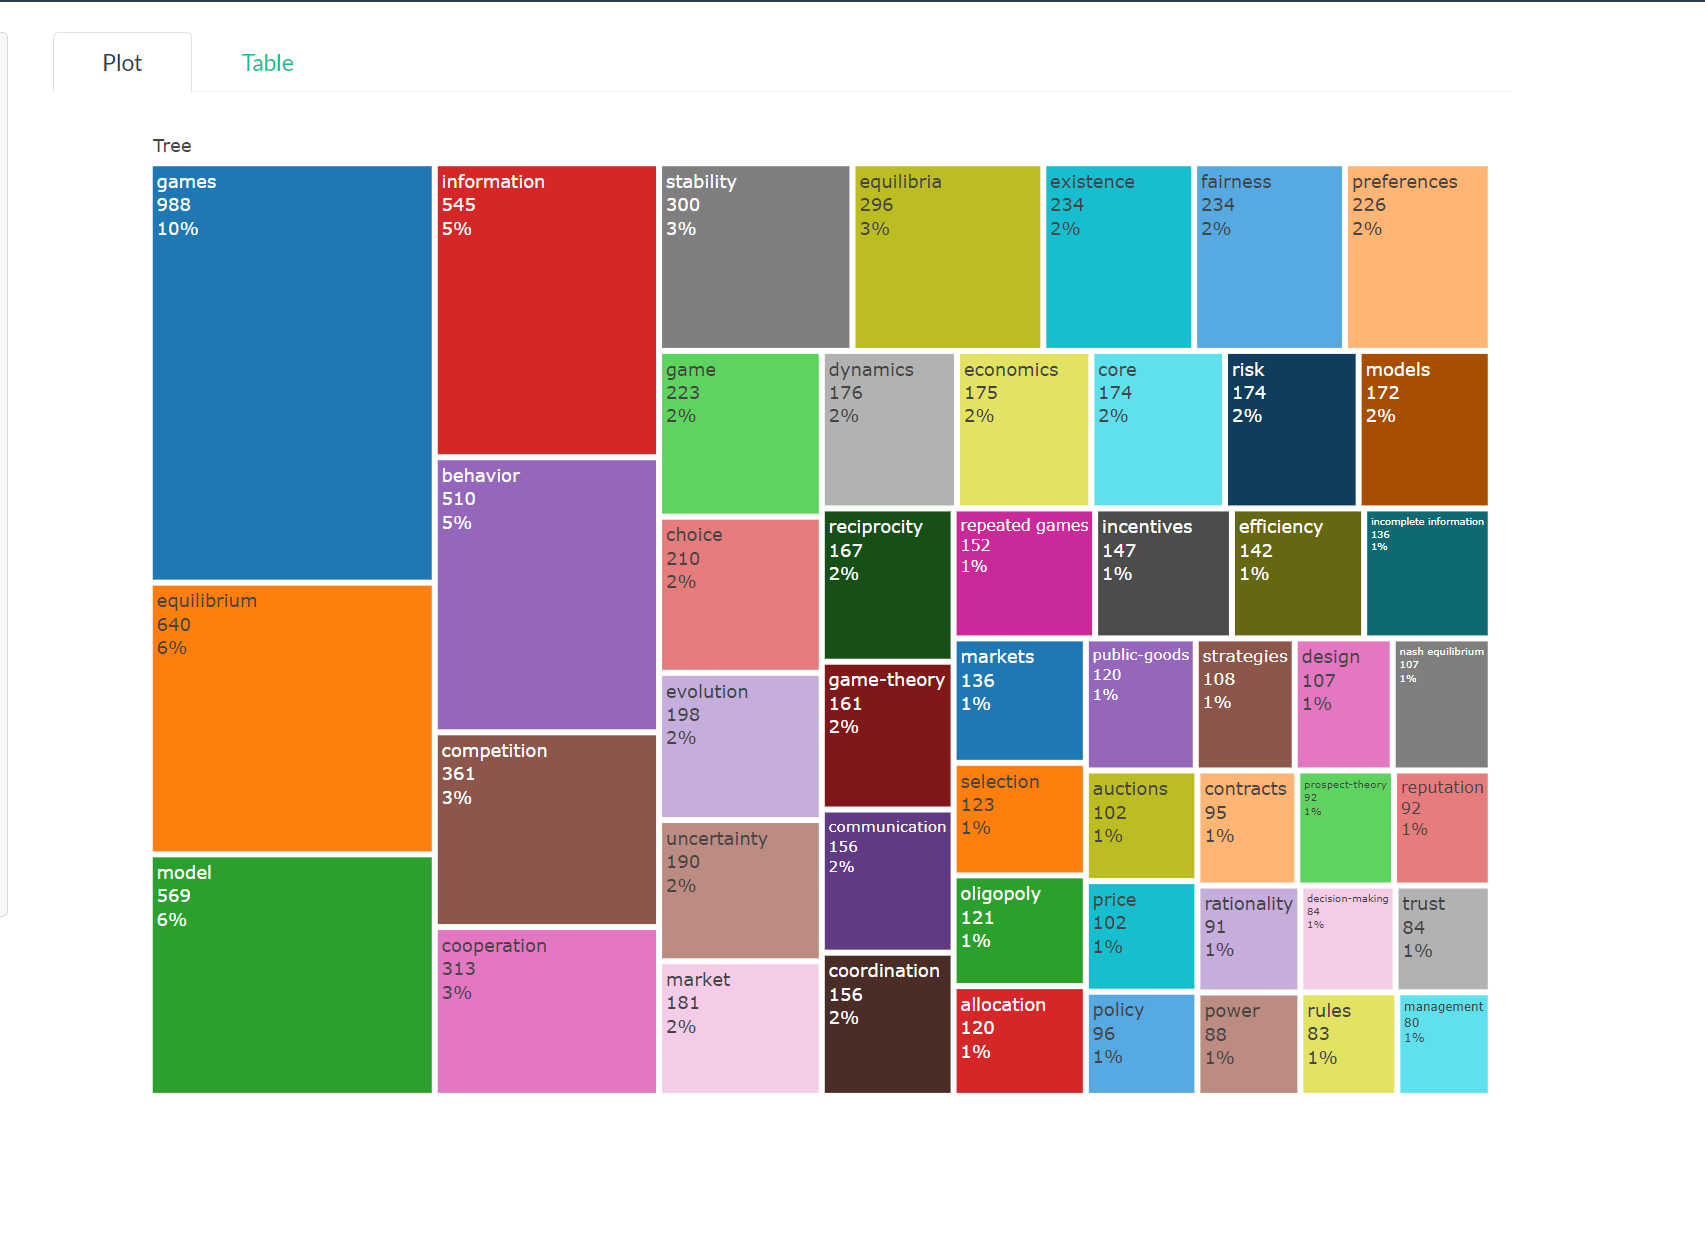 Plot
Table
Tree
games
988
10%
equilibrium
640
6%
model
569
6%
information
545
5%
behavior
510
5%
competition
361
3%
cooperation
313
3%
stability
300
3%
equilibria
296
3%
existence
234
2%
fairness
234
2%
preferences
226
2%
game
223
2%
choice
210
2%
evolution
198
2%
uncertainty
190
2%
market
181
2%
dynamics
176
2%
economics
175
2%
core
174
2%
risk
174
2%
models
172
2%
reciprocity
167
2%
game-theory
161
2%
communication
156
2%
coordination
156
2%
repeated games
152
1%
incentives
147
1%
efficiency
142
1%
incomplete information
136
1%
markets
136
1%
selection
123
1%
oligopoly
121
1%
allocation
120
1%
public-goods
120
1%
strategies
108
1%
design
107
1%
nash equilibrium
107
1%
auctions
102
1%
price
102
1%
policy
96
1%
contracts
95
1%
prospect-theory
92
1%
reputation
92
1%
rationality
91
1%
power
88
1%
decision-making
84
1%
trust
84
1%
rules
83
1%
management
80
1%